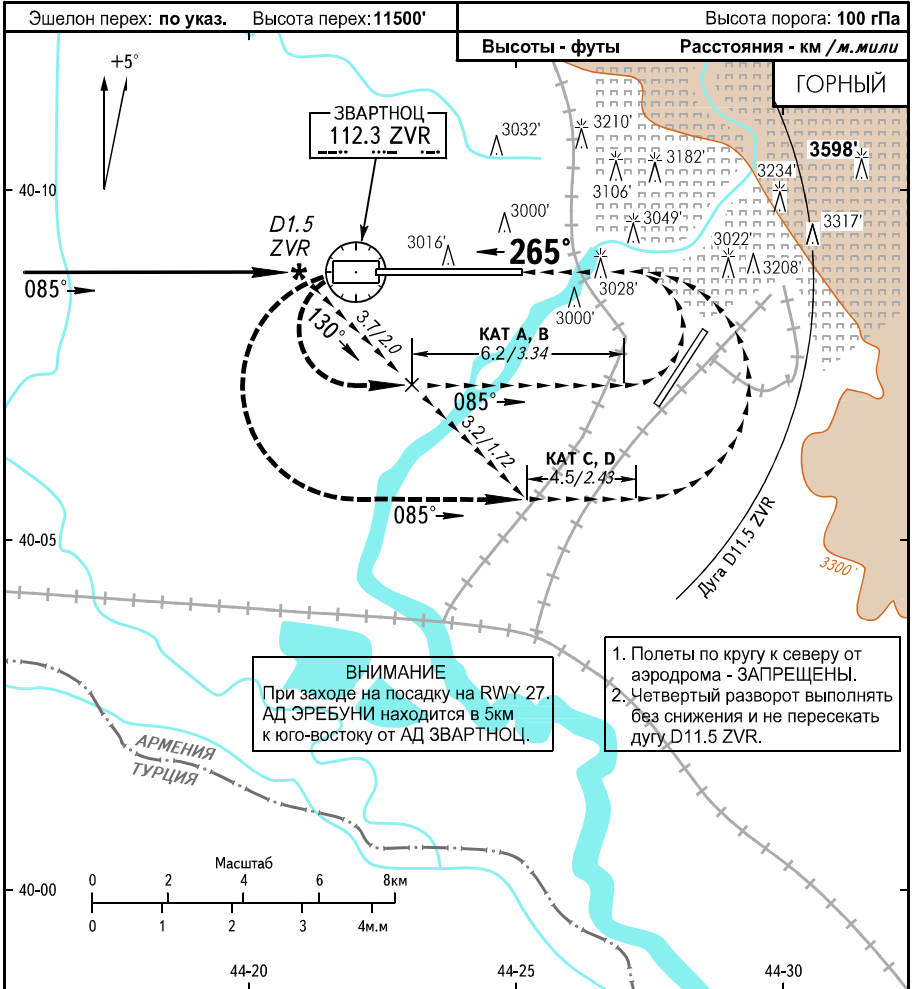 Эшелон перех: по указ. Высота перех: 11500'
Высота порога: 100 гПа
Высоты - футы Расстояния - км / м.мили
ГОРНЫЙ
+5°
ЗВАРТНОЦ
112.3 ZVR
3032'
3210'
3182'
3106'
3598'
3234'
40-10
D1.5
ZVR
3000'
3049'
3317'
3016'
265°
3022'
3208'
3028'
085°
3000'
130°
3.7/2.0
КАТ A, B
6.2/3.34
085°
3.2/1.72
КАТ C, D
4.5/2.43
085°
40-05
Дуга D11.5 ZVR
3300'
ВНИМАНИЕ
При заходе на посадку на RWY 27.
АД ЭРЕБУНИ находится в 5км
к юго-востоку от АД ЗВАРТНОЦ.
1. Полеты по кругу к северу от
аэродрома - ЗАПРЕЩЕНЫ.
2. Четвертый разворот выполнять
без снижения и не пересекать
дугу D11.5 ZVR.
АРМЕНИЯ
ТУРЦИЯ
Масштаб
0 2 4 6 8км
0 1 2 3 4м.м
40-00
44-20 44-25 44-30